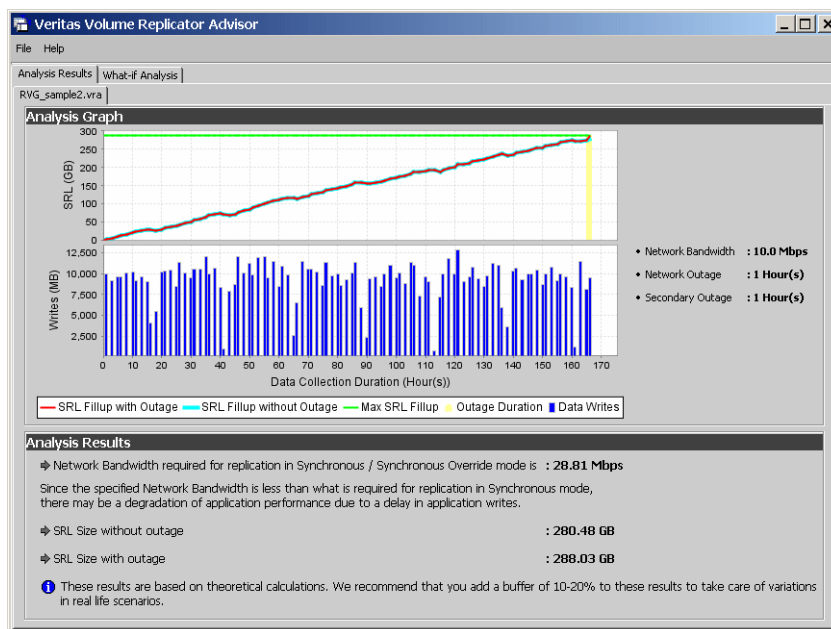 Veritas Volume Replicator Advisor
File Help
Analysis Results What-if Analysis
RVG_sample2.vra
Analysis Graph
SRL (GB)
300
250
200
150
100
50
0
Writes (MB)
12,500
10,000
7,500
5,000
2,500
0 10 20 30 40 50 60 70 80 90 100 110 120 130 140 150 160 170
Data Collection Duration (Hour(s))
Network Bandwidth : 10.0 Mbps
Network Outage : 1 Hour(s)
Secondary Outage : 1 Hour(s)
SRL Fillup with Outage SRL Fillup without Outage Max SRL Fillup Outage Duration Data Writes
Analysis Results
Network Bandwidth required for replication in Synchronous / Synchronous Override mode is : 28.81 Mbps
Since the specified Network Bandwidth is less than what is required for replication in Synchronous mode,
there may be a degradation of application performance due to a delay in application writes.
SRL Size without outage : 280.48 GB
SRL Size with outage : 288.03 GB
These results are based on theoretical calculations. We recommend that you add a buffer of 10-20% to these results to take care of variations
in real life scenarios.